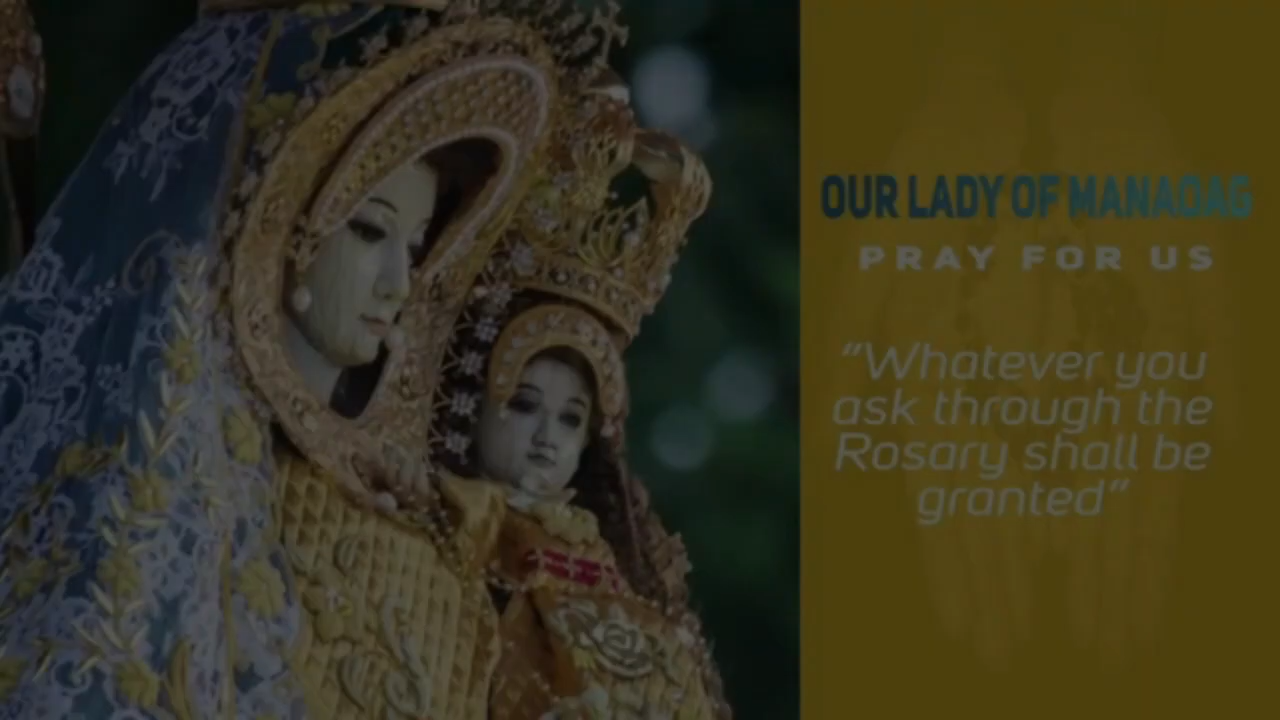 OUR LADY OF MANAOAG
PRAY FOR US
“Whatever you
ask through the
Rosary shall be
granted”